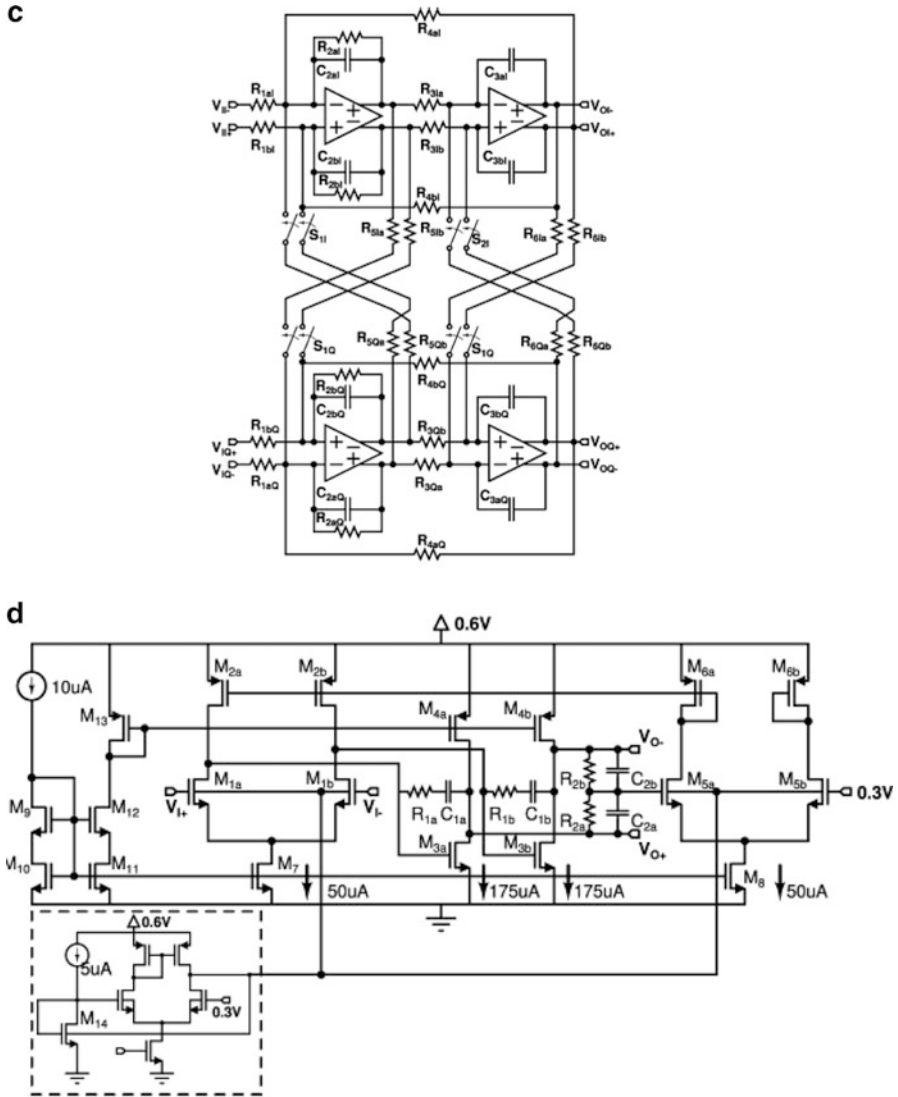 c
R4aI
R2aI
C2aI
C3aI
R1aI
R3Ia
VII-
VOI-
VII+
VOI+
R1bI
R3Ib
C2bI
C3bI
R2bI
R4bI
S1I
R5Ia
R5Ib
S2I
R6Ia
R6Ib
S1Q
R5Qa
R5Qb
S1Q
R6Qa
R6Qb
R4bQ
R2bQ
C2bQ
C3bQ
R1bQ
R3Qb
VIQ+
VOQ+
VIQ-
VOQ-
R1aQ
R3Qa
C2aQ
C3aQ
R2aQ
R4aQ
d
0.6V
10uA
M2a
M2b
M6a
M6b
M13
M4a
M4b
VO-
M9
M12
VI+
M1a
M1b
VI-
R1a
C1a
R1b
C1b
R2b
C2b
R2a
C2a
M5a
M5b
0.3V
VO+
M10
M11
M7
M3a
M3b
M8
50uA
175uA
175uA
50uA
0.6V
5uA
0.3V
M14